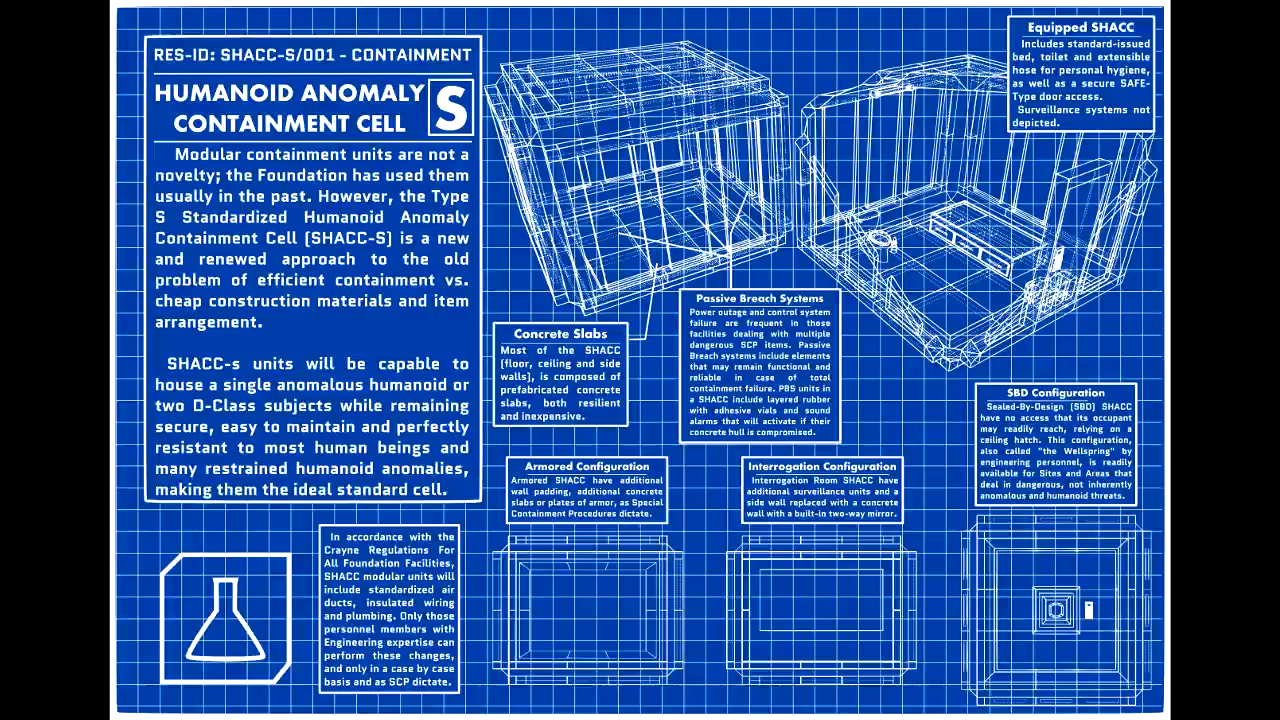 RES-ID: SHACC-S/001 - CONTAINMENT
HUMANOID ANOMALY
CONTAINMENT CELL
S
Modular containment units are not a
novelty; the Foundation has used them
usually in the past. However, the Type
S Standardized Humanoid Anomaly
Containment Cell (SHACC-S) is a new
and renewed approach to the old
problem of efficient containment vs.
cheap construction materials and item
arrangement.
SHACC-s units will be capable to
house a single anomalous humanoid or
two D-Class subjects while remaining
secure, easy to maintain and perfectly
resistant to most human beings and
many restrained humanoid anomalies,
making them the ideal standard cell.
In accordance with the
Crayne Regulations For
All Foundation Facilities,
SHACC modular units will
include standardized air
ducts, insulated wiring
and plumbing. Only those
personnel members with
Engineering expertise can
perform these changes,
and only in a case by case
basis and as SCP dictate.
Concrete Slabs
Most of the SHACC
(floor, ceiling and side
walls), is composed of
prefabricated concrete
slabs, both resilient
and inexpensive.
Passive Breach Systems
Power outage and control system
failure are frequent in those
facilities dealing with multiple
dangerous SCP items. Passive
Breach systems include elements
that may remain functional and
reliable in case of total
containment failure. PBS units in
a SHACC include layered rubber
with adhesive vials and sound
alarms that will activate if their
concrete hull is compromised.
Equipped SHACC
Includes standard-issued
bed, toilet and extensible
hose for personal hygiene,
as well as a secure SAFE-
Type door access.
Surveillance systems not
depicted.
Armored Configuration
Armored SHACC have additional
wall padding, additional concrete
slabs or plates of armor, as Special
Containment Procedures dictate.
Interrogation Configuration
Interrogation Room SHACC have
additional surveillance units and a
side wall replaced with a concrete
wall with a built-in two-way mirror.
SBD Configuration
Sealed-By-Design (SBD) SHACC
have no access that its occupant
may readily reach, relying on a
ceiling hatch. This configuration,
also called "the Wellspring" by
engineering personnel, is readily
available for Sites and Areas that
deal in dangerous, not inherently
anomalous and humanoid threats.